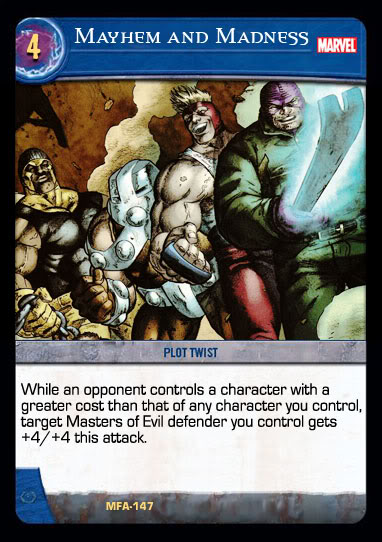 4
Mayhem and Madness
MARVEL
PLOT TWIST
While an opponent controls a character with a
greater cost than that of any character you control,
target Masters of Evil defender you control gets
+4/+4 this attack.
MFA-147